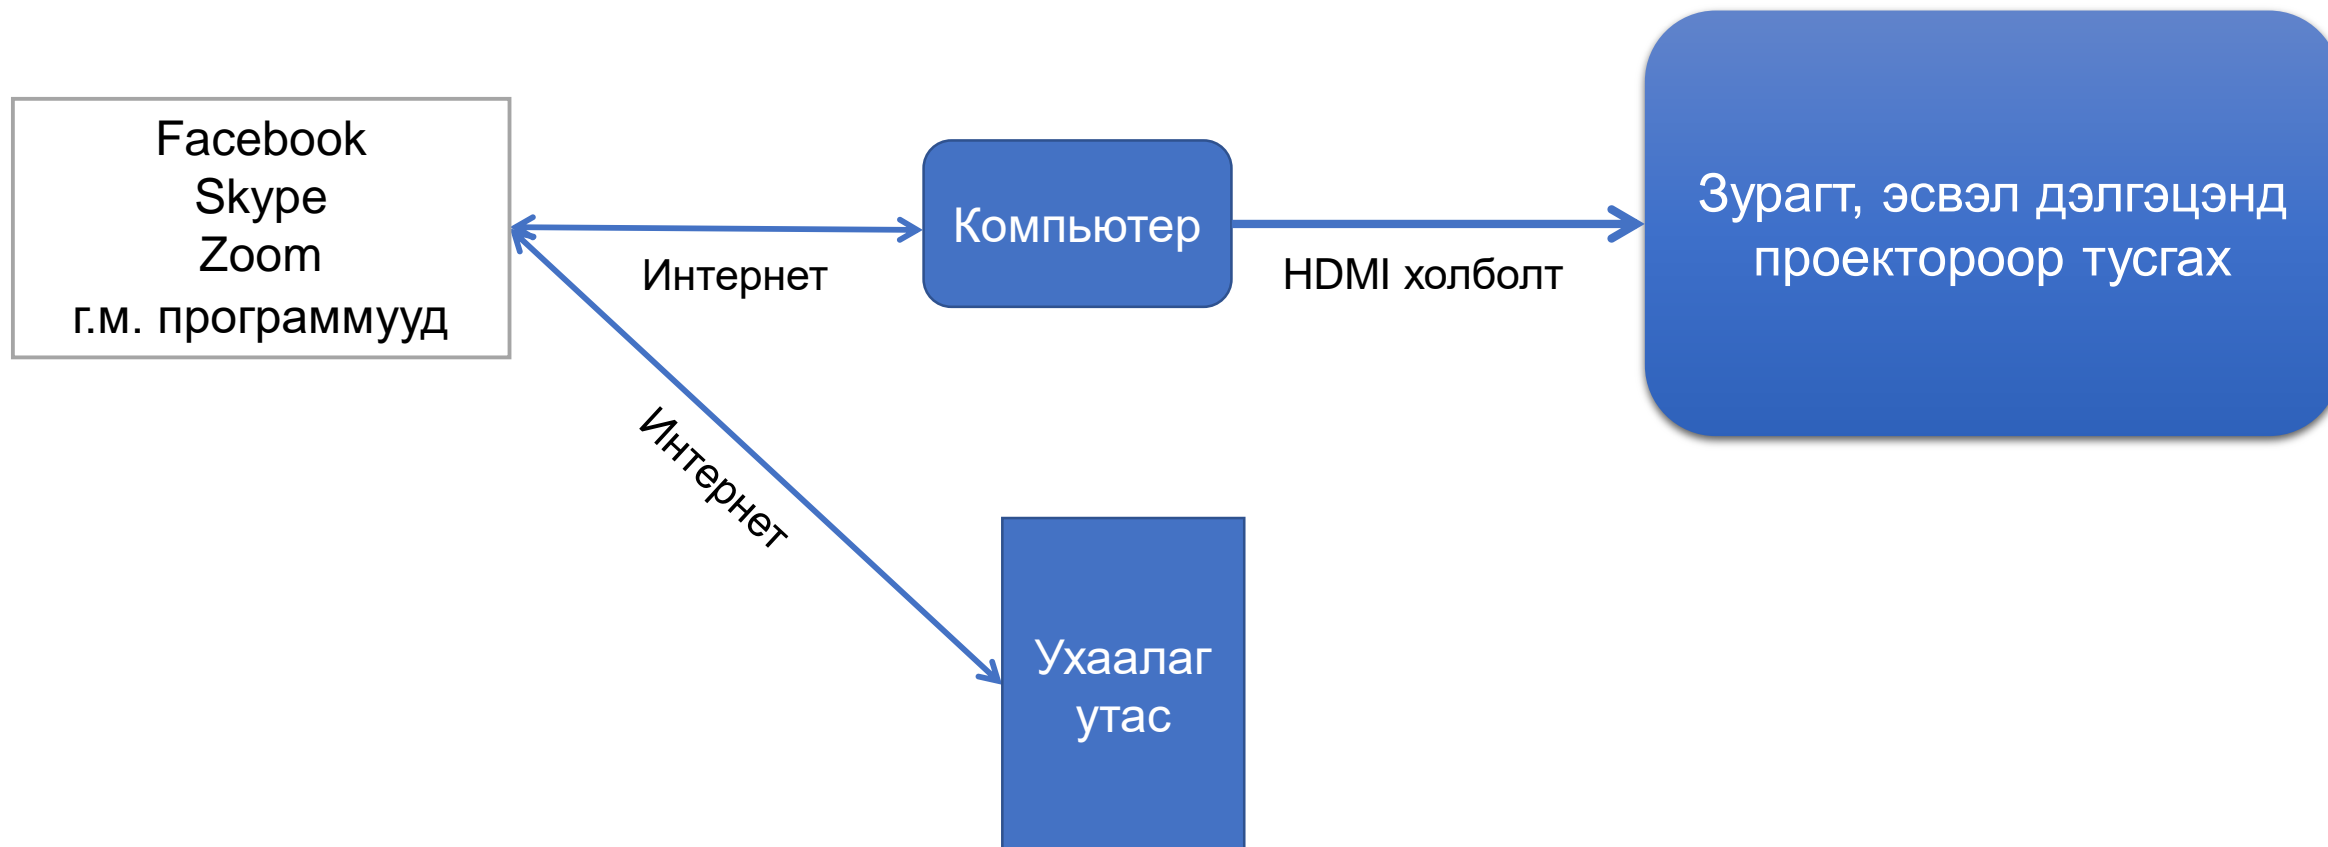 Facebook
Skype
Zoom
г.м. программууд
Интернет
Компьютер
HDMI холболт
Зурагт, эсвэл дэлгэцэнд
проектороор тусгах
Интернет
Ухаалаг
утас